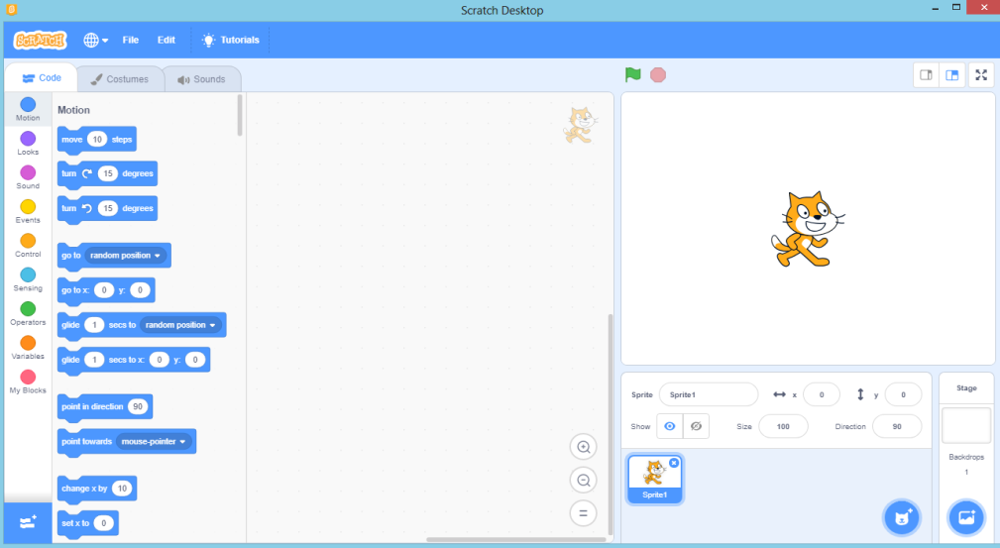 Scratch Desktop
SCRATCH File Edit Tutorials
Code Costumes Sounds
Motion
Looks
Sound
Events
Control
Sensing
Operators
Variables
My Blocks
Motion
move 10 steps
turn 15 degrees
turn 15 degrees
go to random position
go to x: 0 y: 0
glide 1 secs to random position
glide 1 secs to x: 0 y: 0
point in direction 90
point towards mouse-pointer
change x by 10
set x to 0
Sprite Sprite1 x 0 y 0
Show Size 100 Direction 90
Sprite1
Stage
Backdrops
1